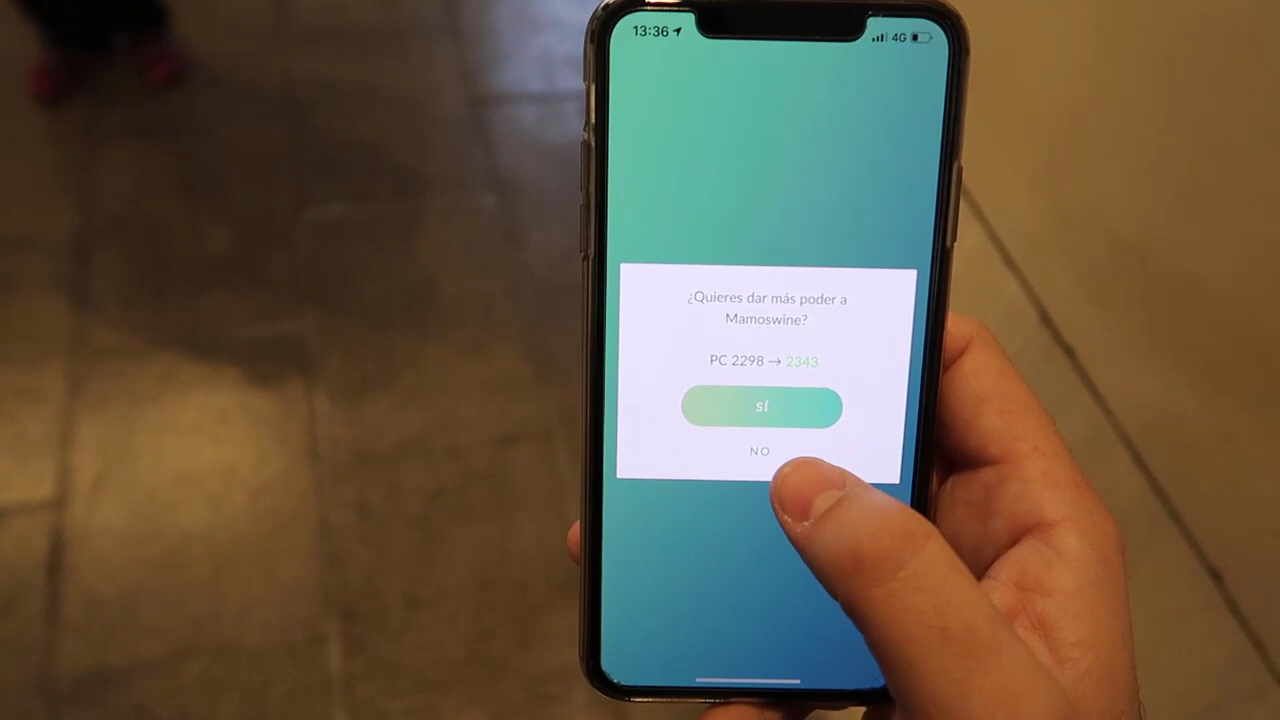 13:36
4G
¿Quieres dar más poder a
Mamoswine?
PC 2298 → 2343
SÍ
NO